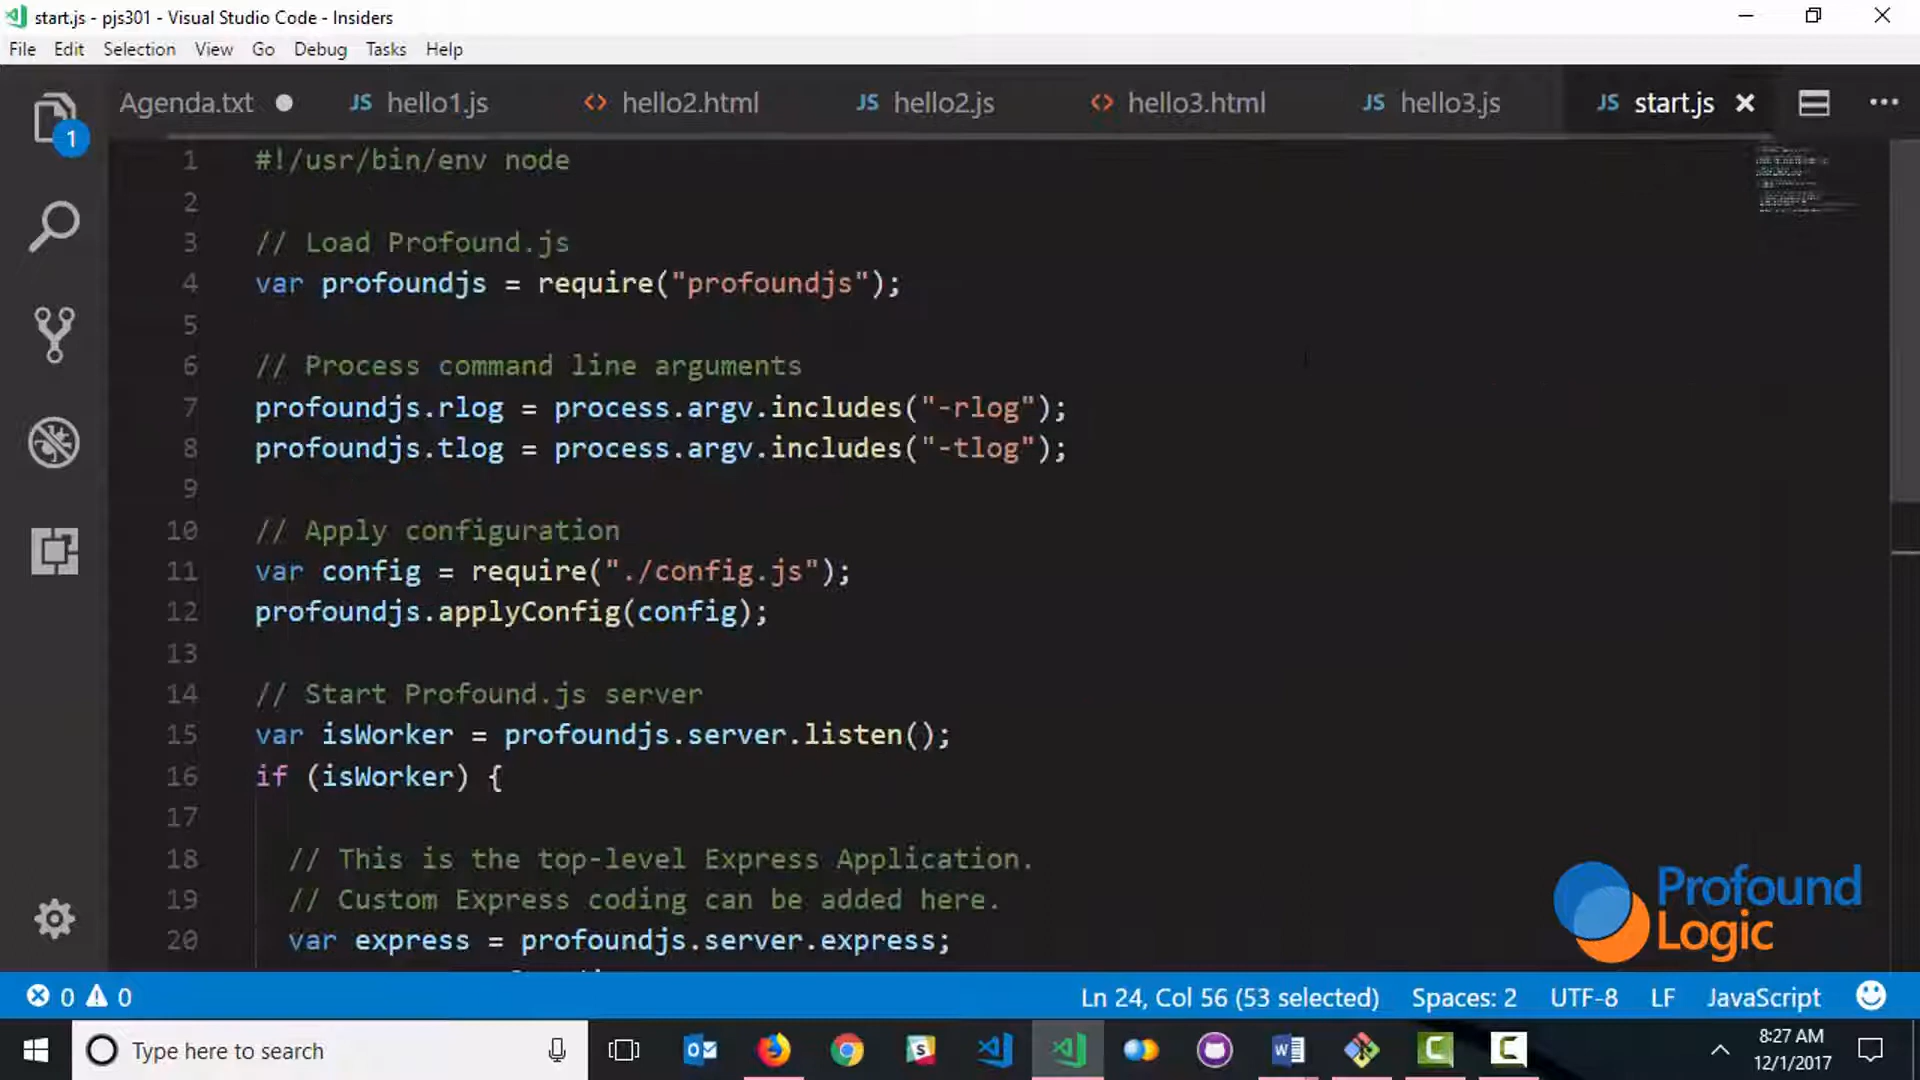 start.js - pjs301 - Visual Studio Code - Insiders
File Edit Selection View Go Debug Tasks Help
Agenda.txt JS hello1.js <> hello2.html JS hello2.js <> hello3.html JS hello3.js JS start.js
1
1 #!/usr/bin/env node
2
3 // Load Profound.js
4 var profoundjs = require("profoundjs");
5
6 // Process command line arguments
7 profoundjs.rlog = process.argv.includes("-rlog");
8 profoundjs.tlog = process.argv.includes("-tlog");
9
10 // Apply configuration
11 var config = require("./config.js");
12 profoundjs.applyConfig(config);
13
14 // Start Profound.js server
15 var isWorker = profoundjs.server.listen();
16 if (isWorker) {
17
18 // This is the top-level Express Application.
19 // Custom Express coding can be added here.
20 var express = profoundjs.server.express;
Profound
Logic
0 0 Ln 24, Col 56 (53 selected) Spaces: 2 UTF-8 LF JavaScript
Type here to search
8:27 AM
12/1/2017